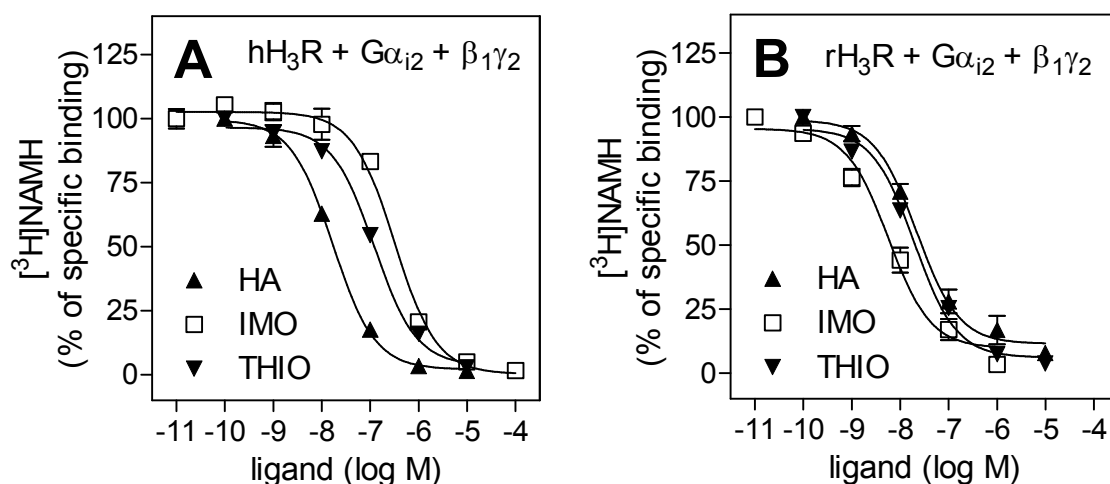 A
hH₃R + Gα_i2 + β₁γ₂
[³H]NAMH
(% of specific binding)
125
100
75
50
25
0
HA
IMO
THIO
-11 -10 -9 -8 -7 -6 -5 -4
ligand (log M)
B
rH₃R + Gα_i2 + β₁γ₂
[³H]NAMH
(% of specific binding)
125
100
75
50
25
0
HA
IMO
THIO
-11 -10 -9 -8 -7 -6 -5 -4
ligand (log M)